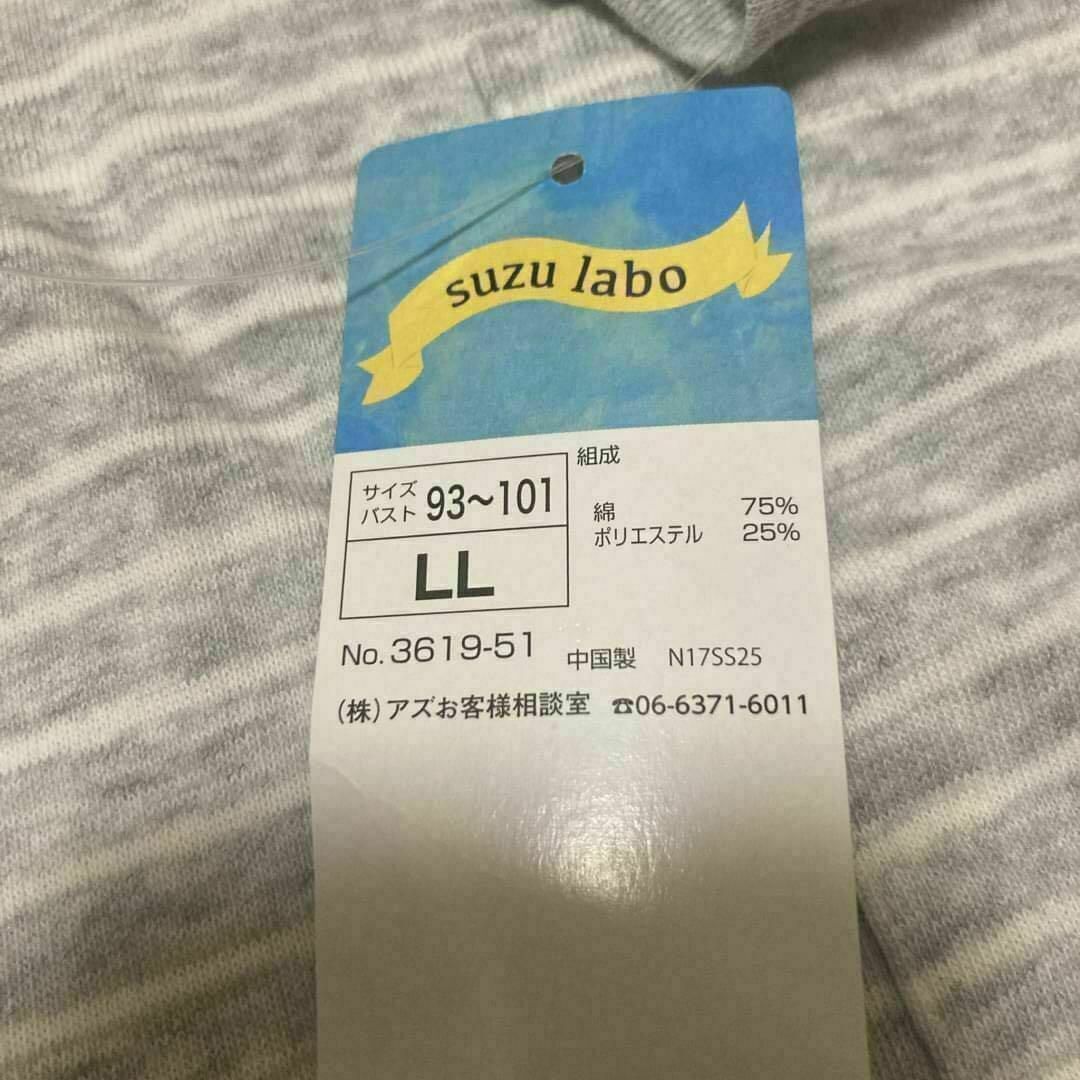 suzu labo
サイズ
バスト 93〜101
LL
組成
綿 75%
ポリエステル 25%
No. 3619-51 中国製 N17SS25
(株)アズお客様相談室 ☎06-6371-6011